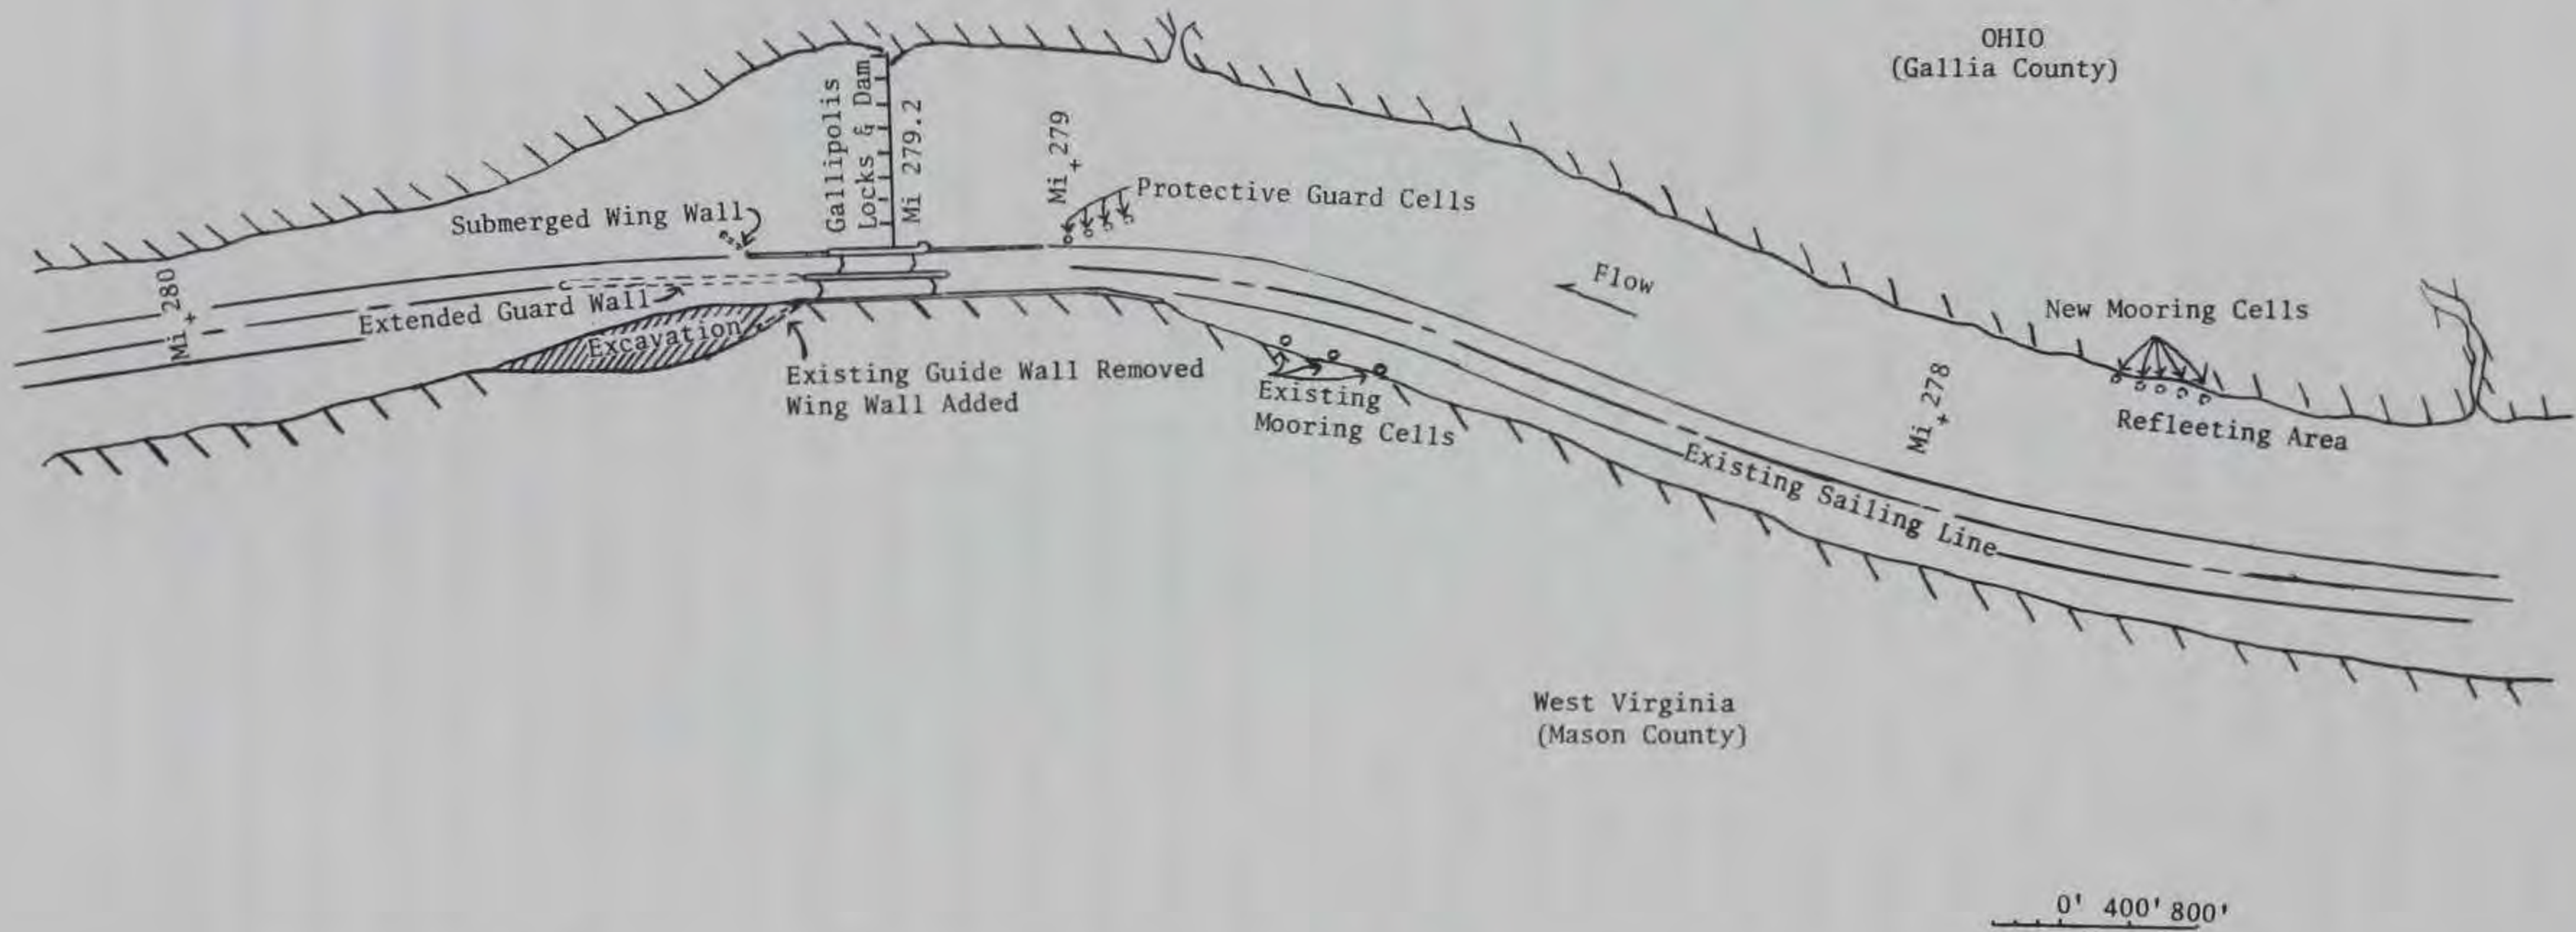 OHIO
(Gallia County)
Gallipolis
Locks & Dam
Mi 279.2
Mi 279
+
Protective Guard Cells
Submerged Wing Wall
Flow
Mi 280
+
Extended Guard Wall
Excavation
New Mooring Cells
Existing Guide Wall Removed
Wing Wall Added
Existing
Mooring Cells
Mi 278
+
Refleeting Area
Existing Sailing Line
West Virginia
(Mason County)
0' 400' 800'